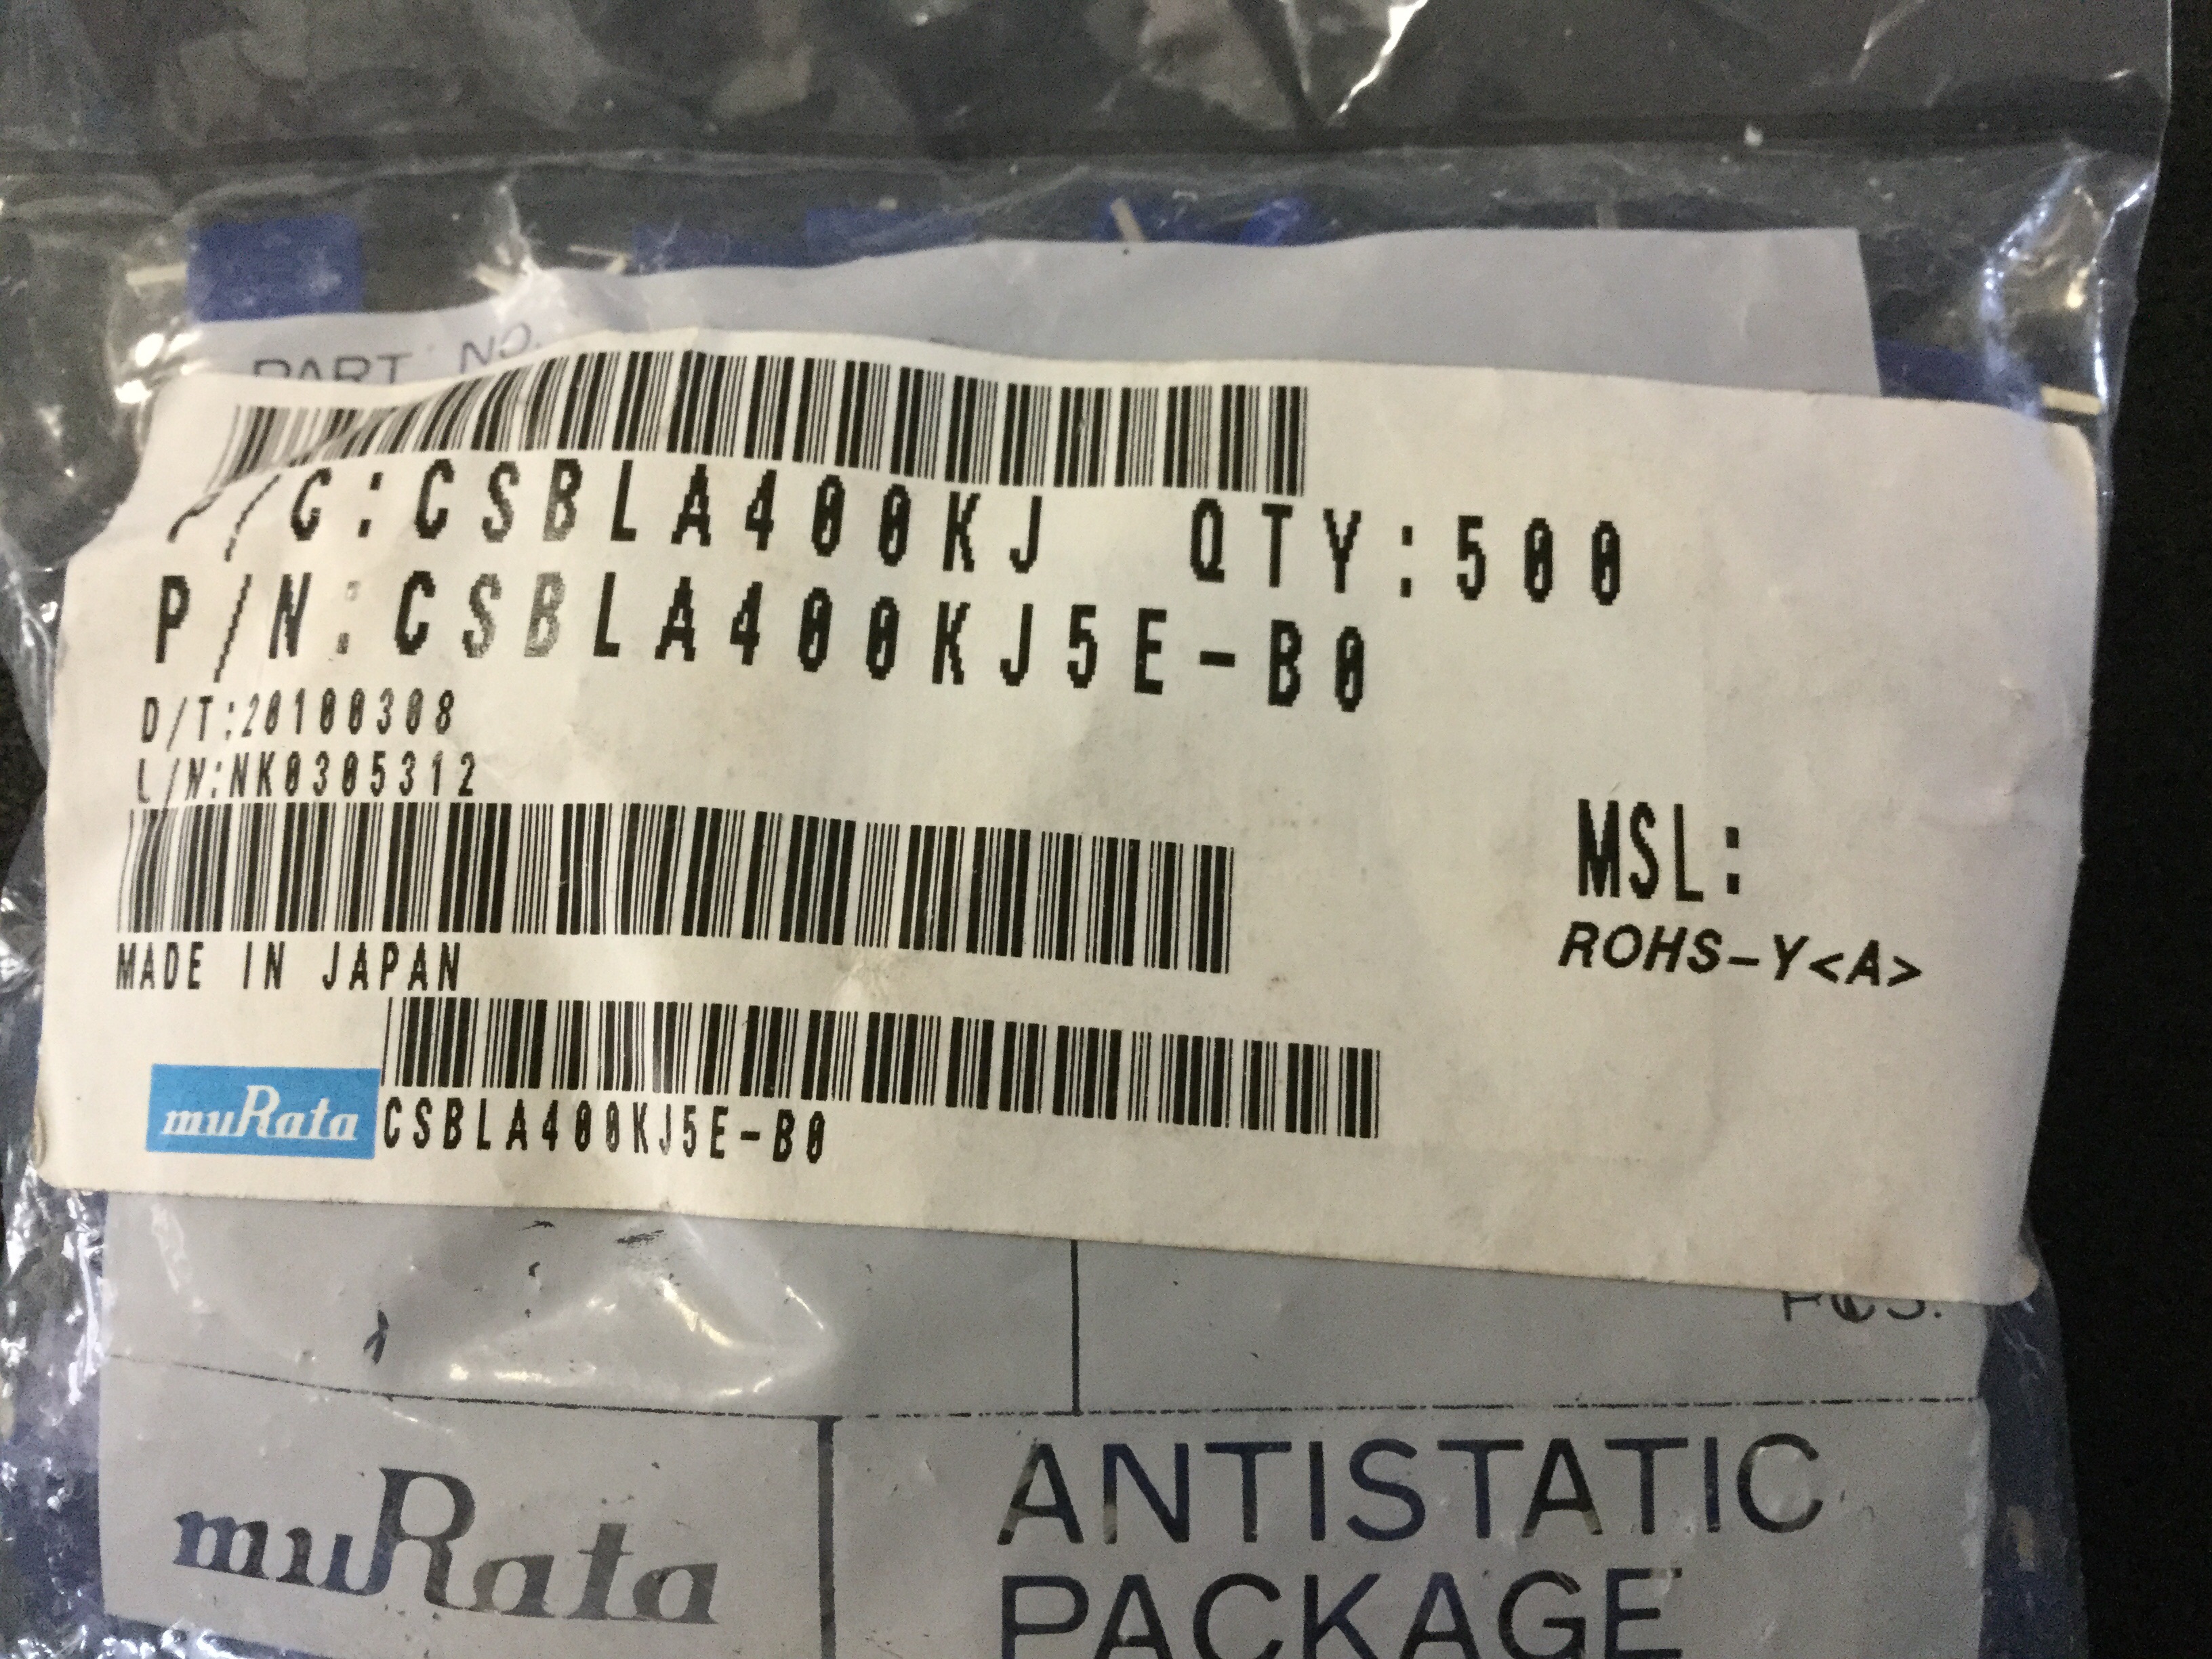 PART NO.
P/C:CSBLA400KJ QTY:500
P/N:CSBLA400KJ5E-B0
D/T:20100308
L/N:NK0305312
MSL:
ROHS-Y<A>
MADE IN JAPAN
muRata CSBLA400KJ5E-B0
PCS.
muRata
ANTISTATIC
PACKAGE